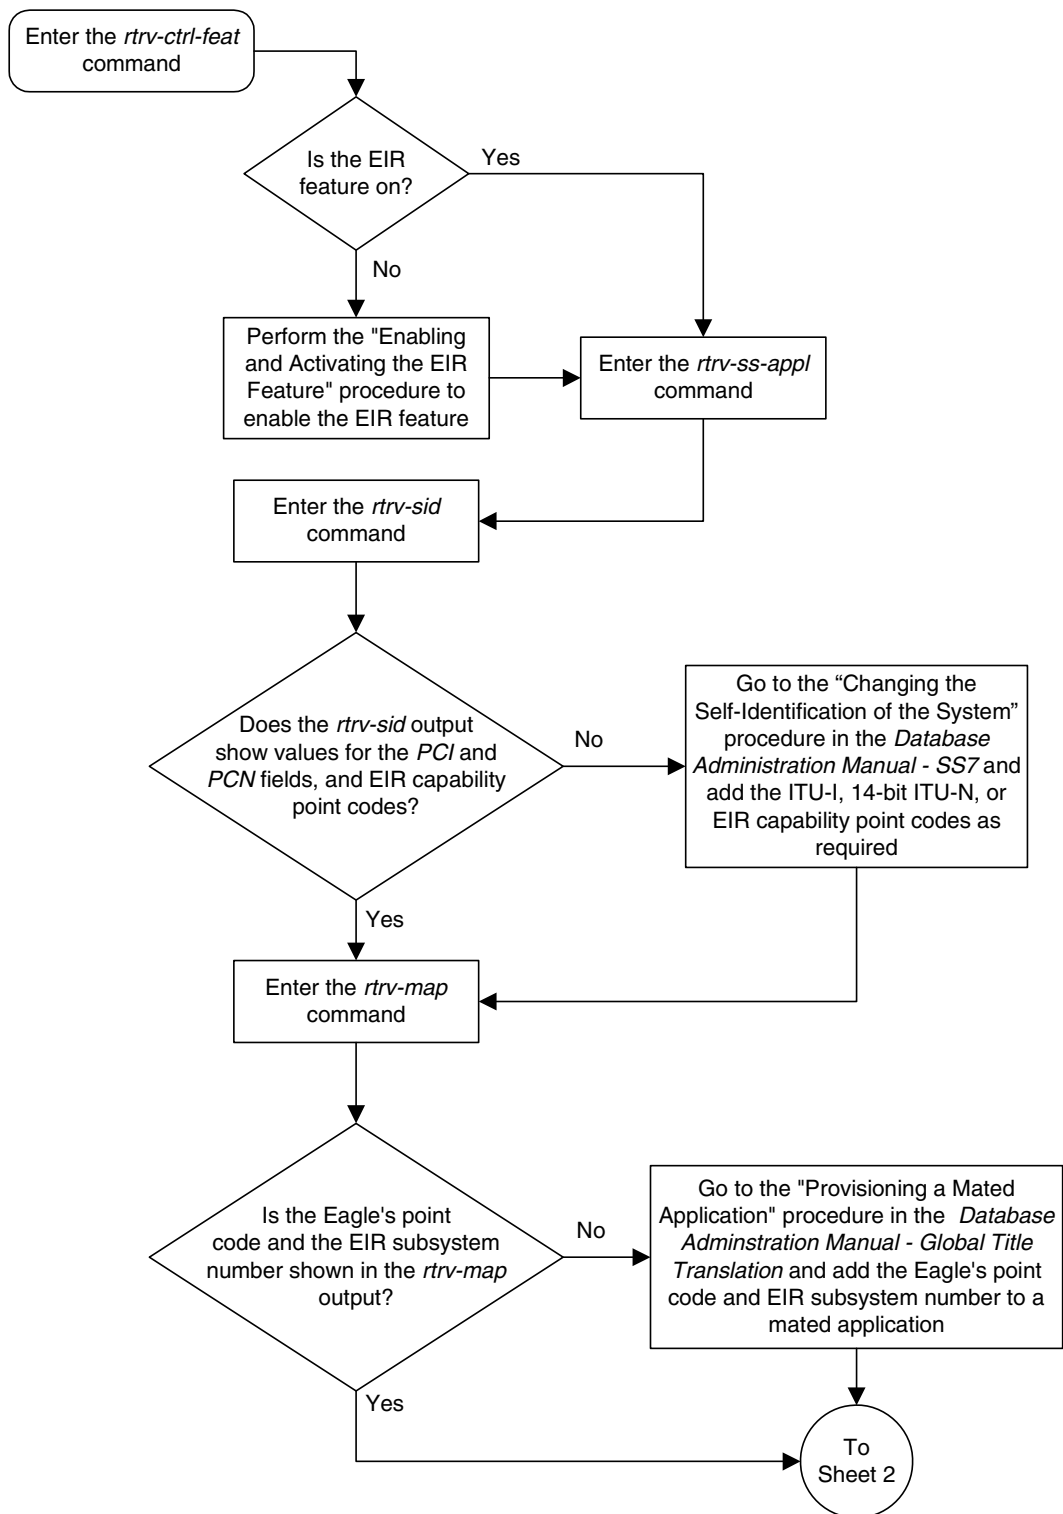 Enter the rtrv-ctrl-feat
command
Is the EIR
feature on?
Yes
No
Perform the "Enabling
and Activating the EIR
Feature" procedure to
enable the EIR feature
Enter the rtrv-ss-appl
command
Enter the rtrv-sid
command
Does the rtrv-sid output
show values for the PCI and
PCN fields, and EIR capability
point codes?
No
Go to the “Changing the
Self-Identification of the System”
procedure in the Database
Administration Manual - SS7 and
add the ITU-I, 14-bit ITU-N, or
EIR capability point codes as
required
Yes
Enter the rtrv-map
command
Is the Eagle's point
code and the EIR subsystem
number shown in the rtrv-map
output?
No
Go to the "Provisioning a Mated
Application" procedure in the Database
Adminstration Manual - Global Title
Translation and add the Eagle's point
code and EIR subsystem number to a
mated application
Yes
To
Sheet 2